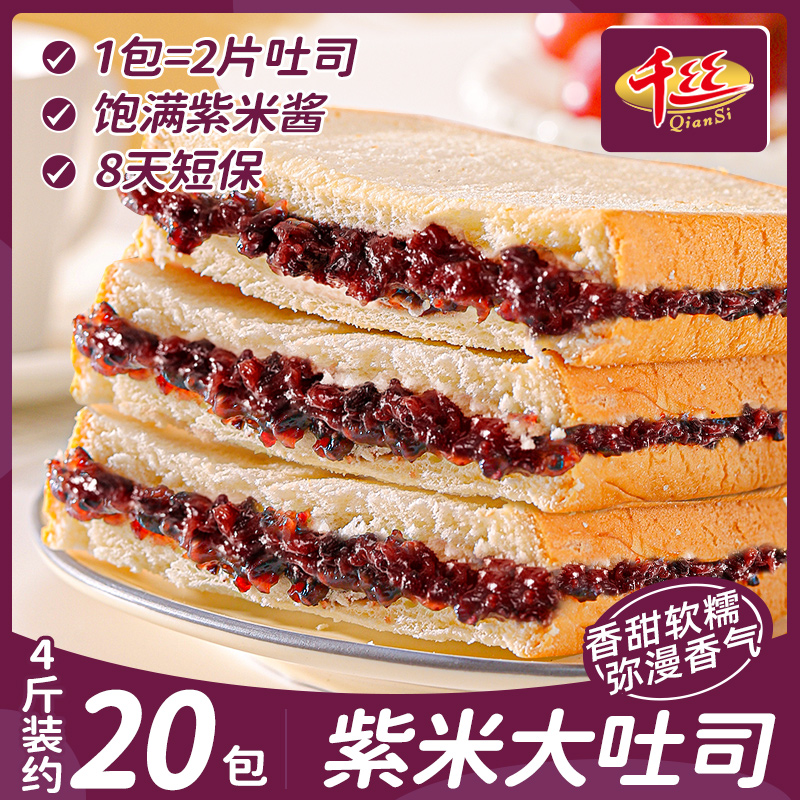 1包=2片吐司
饱满紫米酱
8天短保
千丝
QianSi
香甜软糯
弥漫香气
4斤装约
20包
紫米大吐司